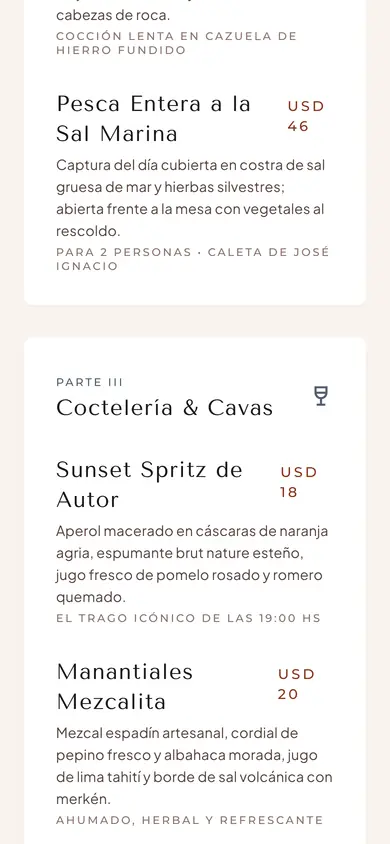 cabezas de roca.
COCCIÓN LENTA EN CAZUELA DE
HIERRO FUNDIDO
Pesca Entera a la
Sal Marina
USD
46
Captura del día cubierta en costra de sal
gruesa de mar y hierbas silvestres;
abierta frente a la mesa con vegetales al
rescoldo.
PARA 2 PERSONAS • CALETA DE JOSÉ
IGNACIO
PARTE III
Coctelería & Cavas
Sunset Spritz de
Autor
USD
18
Aperol macerado en cáscaras de naranja
agria, espumante brut nature esteño,
jugo fresco de pomelo rosado y romero
quemado.
EL TRAGO ICÓNICO DE LAS 19:00 HS
Manantiales
Mezcalita
USD
20
Mezcal espadín artesanal, cordial de
pepino fresco y albahaca morada, jugo
de lima tahití y borde de sal volcánica con
merkén.
AHUMADO, HERBAL Y REFRESCANTE